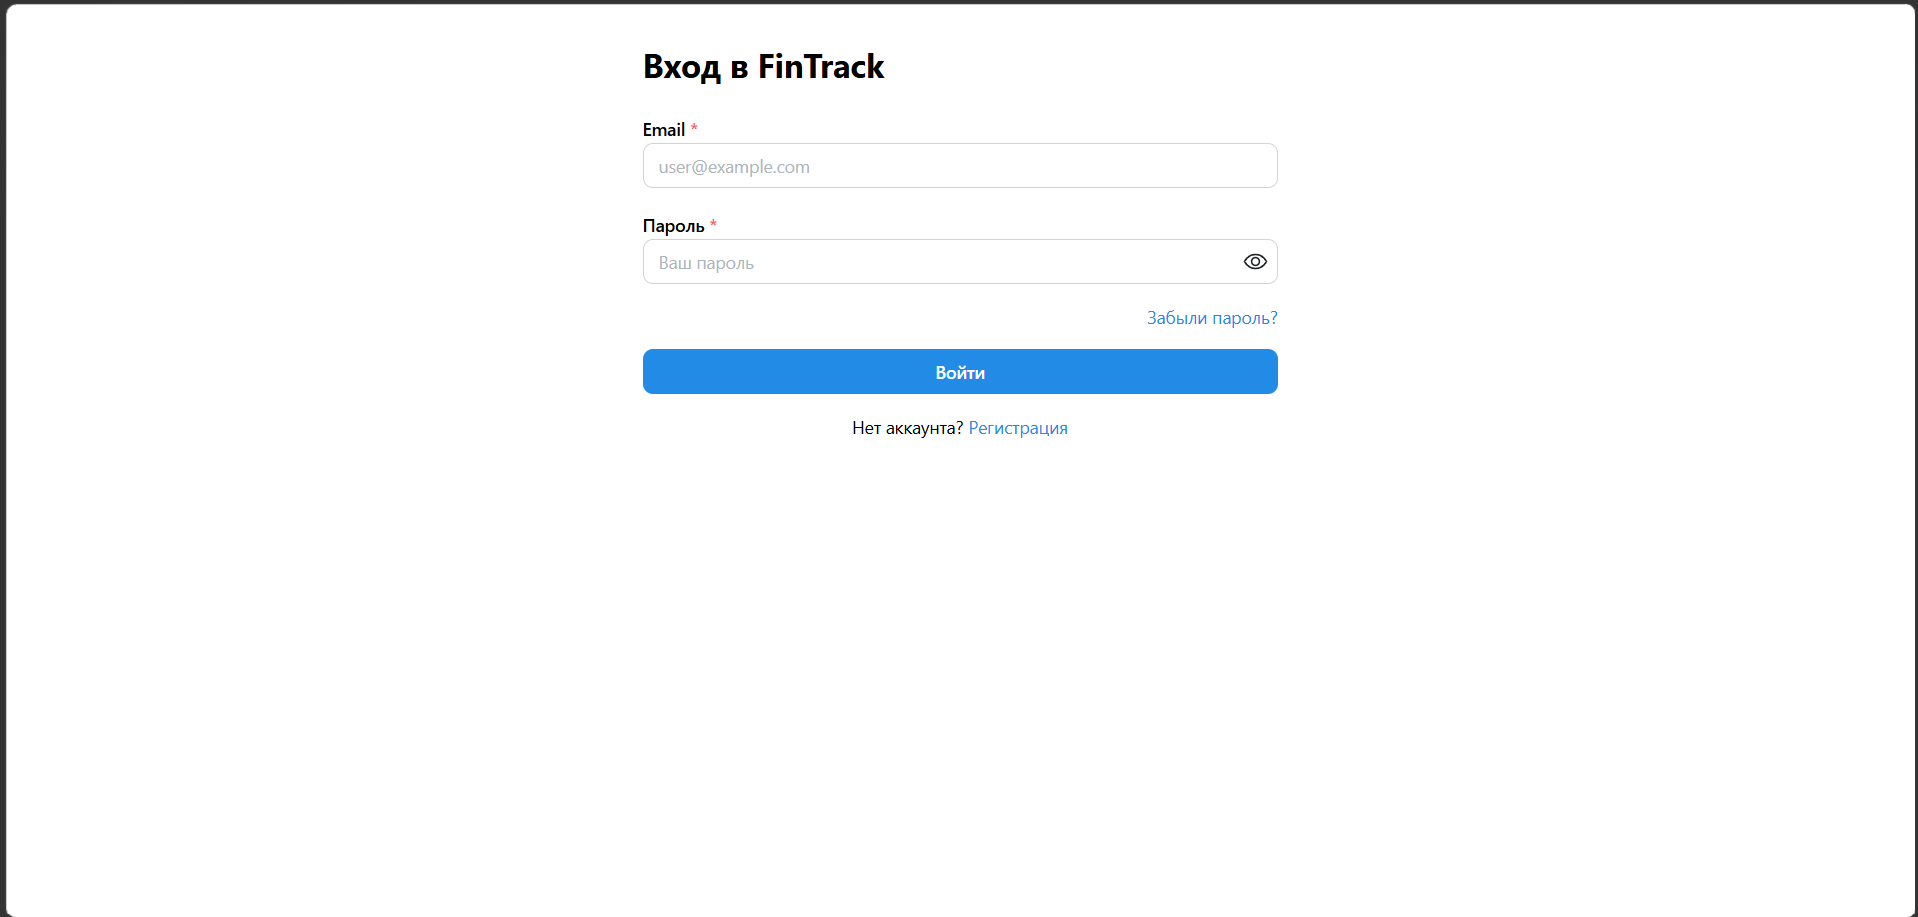 Вход в FinTrack
Email *
user@example.com
Пароль *
Ваш пароль
Забыли пароль?
Войти
Нет аккаунта? Регистрация